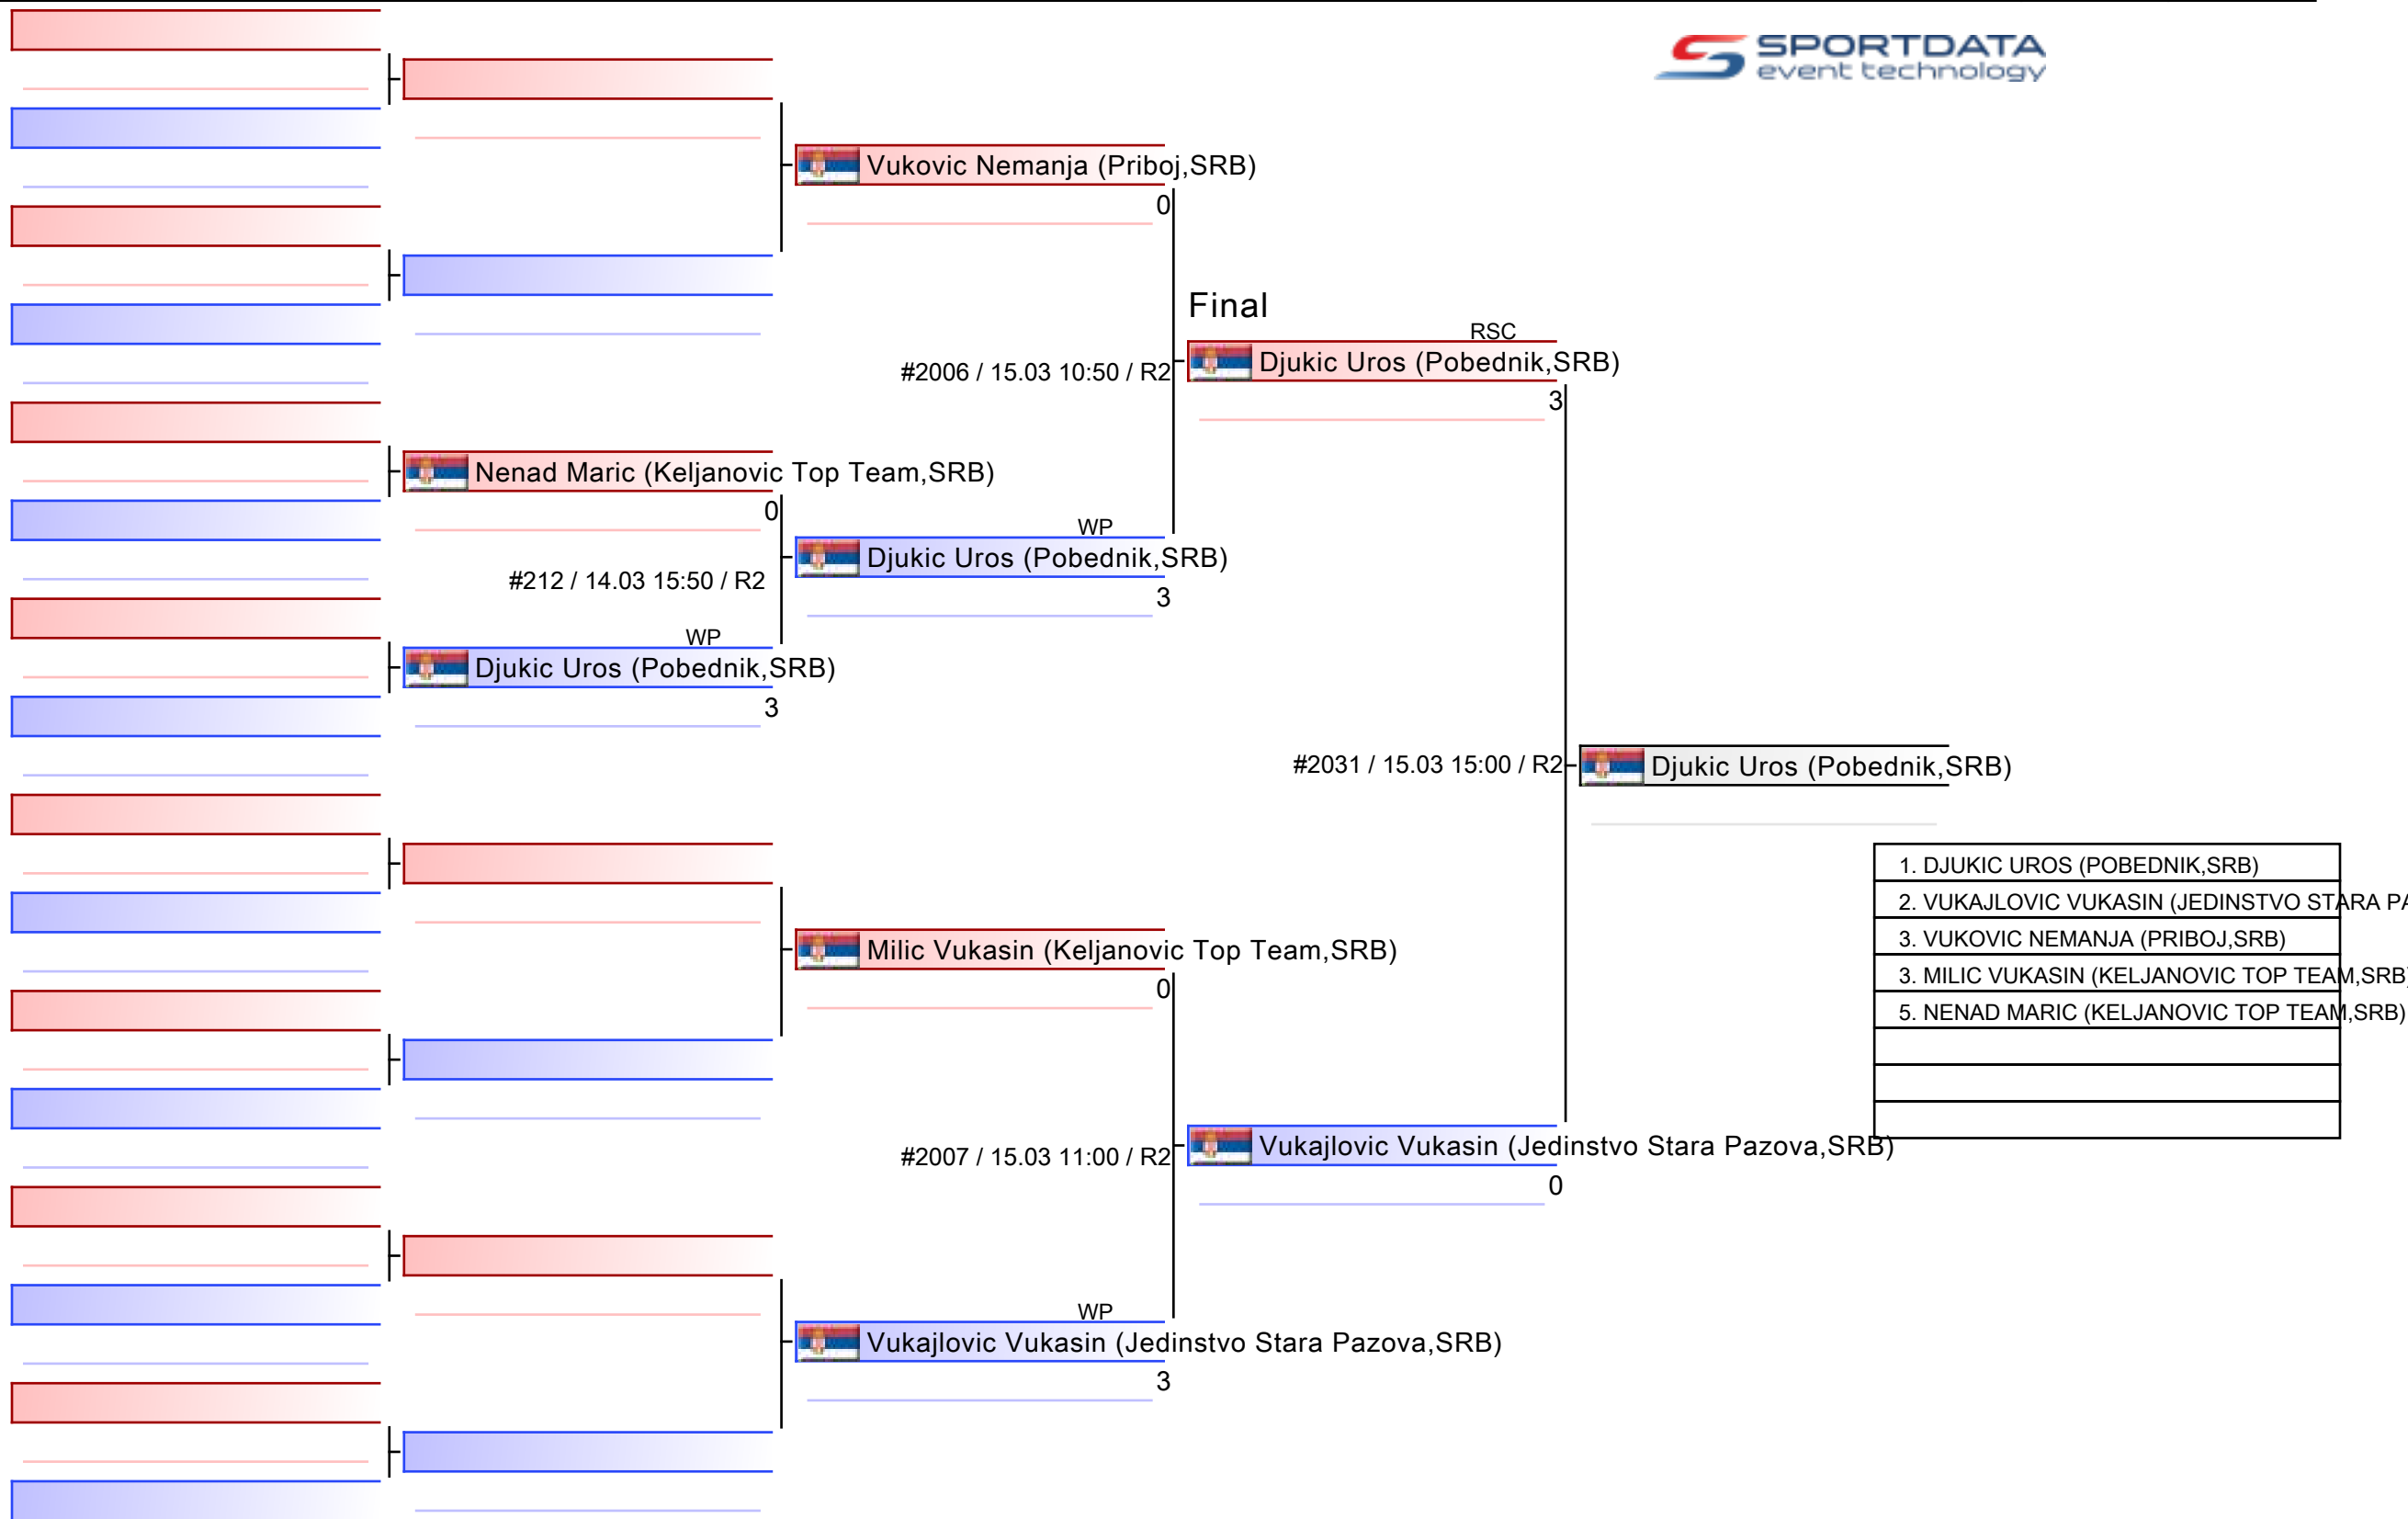 SPORTDATA
event technology
Vukovic Nemanja (Priboj,SRB)
0
Final
RSC
#2006 / 15.03 10:50 / R2
Djukic Uros (Pobednik,SRB)
3
Nenad Maric (Keljanovic Top Team,SRB)
0
WP
Djukic Uros (Pobednik,SRB)
#212 / 14.03 15:50 / R2
3
WP
Djukic Uros (Pobednik,SRB)
3
#2031 / 15.03 15:00 / R2
Djukic Uros (Pobednik,SRB)
1. DJUKIC UROS (POBEDNIK,SRB)
2. VUKAJLOVIC VUKASIN (JEDINSTVO STARA PA
3. VUKOVIC NEMANJA (PRIBOJ,SRB)
3. MILIC VUKASIN (KELJANOVIC TOP TEAM,SRB)
5. NENAD MARIC (KELJANOVIC TOP TEAM,SRB)
Milic Vukasin (Keljanovic Top Team,SRB)
0
#2007 / 15.03 11:00 / R2
Vukajlovic Vukasin (Jedinstvo Stara Pazova,SRB)
0
WP
Vukajlovic Vukasin (Jedinstvo Stara Pazova,SRB)
3